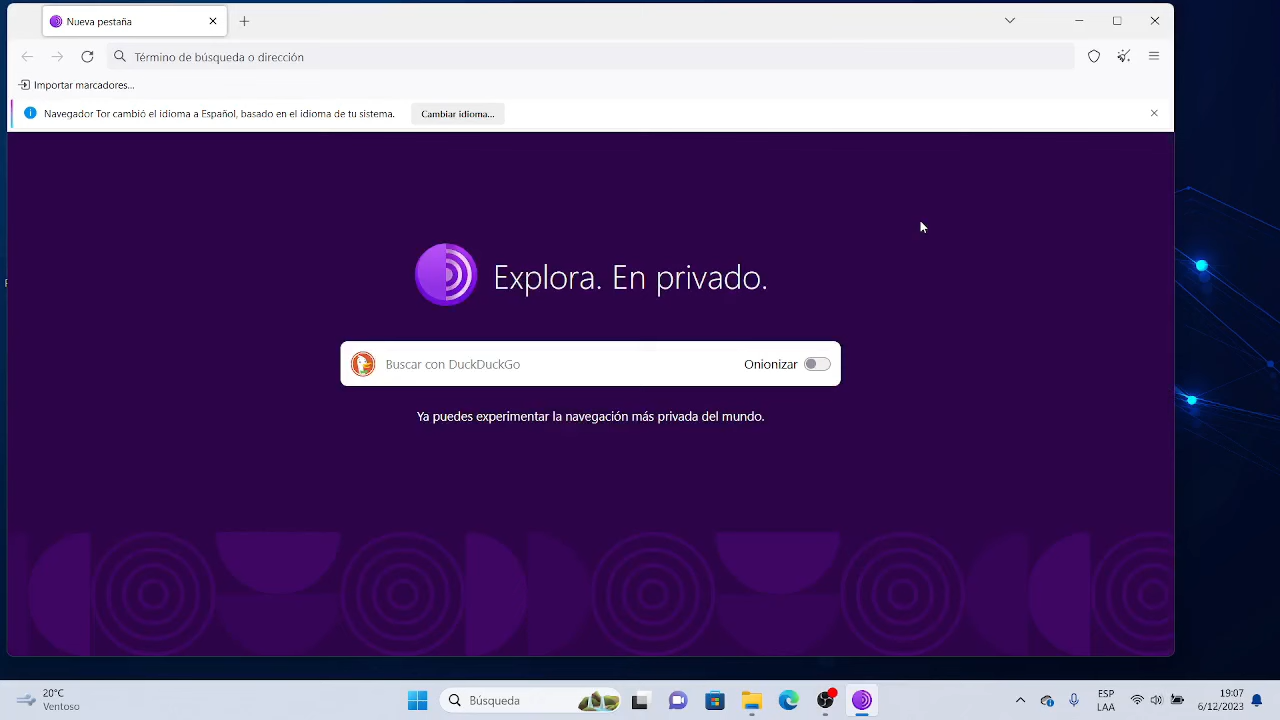 Nueva pestaña
Término de búsqueda o dirección
Importar marcadores...
Navegador Tor cambió el idioma a Español, basado en el idioma de tu sistema.
Cambiar idioma...
Explora. En privado.
Buscar con DuckDuckGo
Onionizar
Ya puedes experimentar la navegación más privada del mundo.
20°C
Ventoso
Búsqueda
ESP
LAA
19:07
6/12/2023